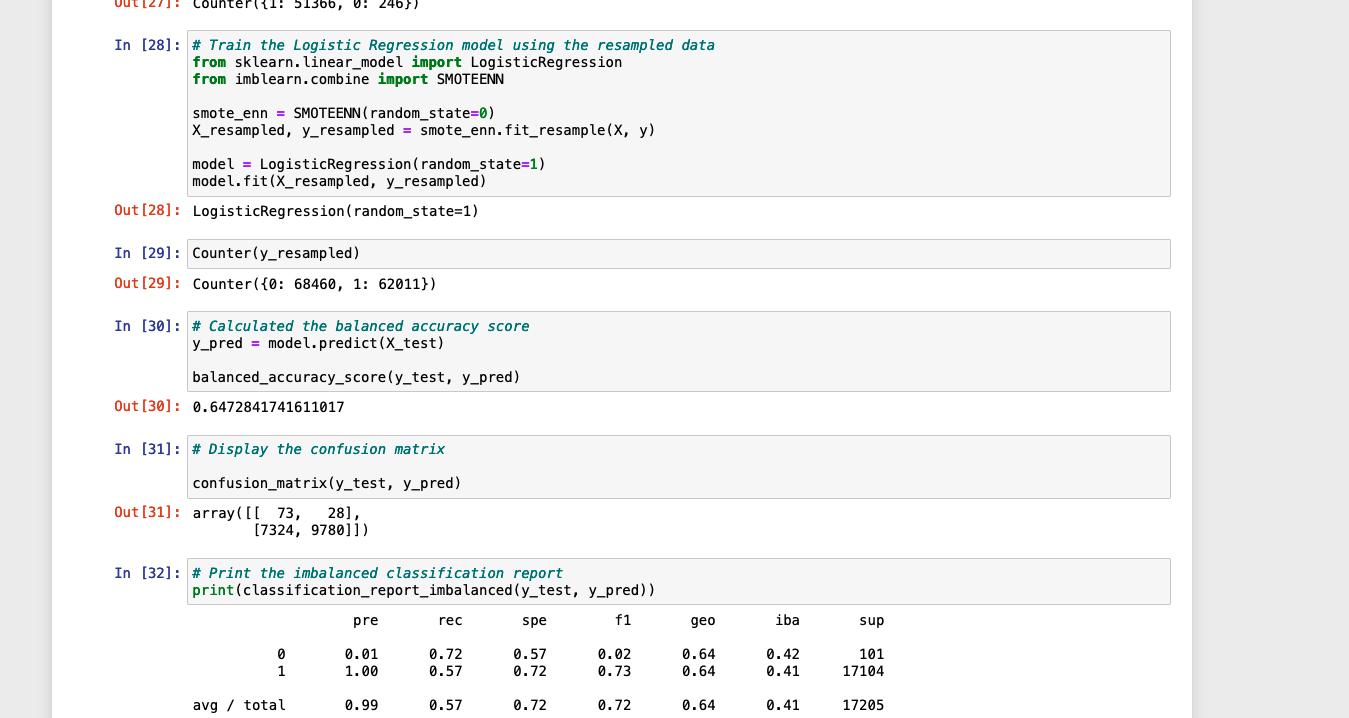 Out[27]: Counter({1: 51366, 0: 246})
In [28]: # Train the Logistic Regression model using the resampled data
from sklearn.linear_model import LogisticRegression
from imblearn.combine import SMOTEENN
smote_enn = SMOTEENN(random_state=0)
X_resampled, y_resampled = smote_enn.fit_resample(X, y)
model = LogisticRegression(random_state=1)
model.fit(X_resampled, y_resampled)
Out[28]: LogisticRegression(random_state=1)
In [29]: Counter(y_resampled)
Out[29]: Counter({0: 68460, 1: 62011})
In [30]: # Calculated the balanced accuracy score
y_pred = model.predict(X_test)
balanced_accuracy_score(y_test, y_pred)
Out[30]: 0.6472841741611017
In [31]: # Display the confusion matrix
confusion_matrix(y_test, y_pred)
Out[31]: array([[  73,   28],
[7324, 9780]])
In [32]: # Print the imbalanced classification report
print(classification_report_imbalanced(y_test, y_pred))
pre rec spe f1 geo iba sup
0 0.01 0.72 0.57 0.02 0.64 0.42 101
1 1.00 0.57 0.72 0.73 0.64 0.41 17104
avg / total 0.99 0.57 0.72 0.72 0.64 0.41 17205